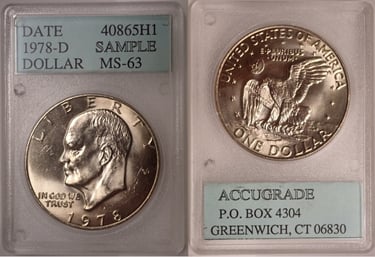 DATE 40865H1
1978-D SAMPLE
DOLLAR MS-63
LIBERTY
IN GOD WE
TRUST
1978
UNITED STATES OF AMERICA
E PLURIBUS
UNUM
ONE DOLLAR
ACCUGRADE
P.O. BOX 4304
GREENWICH, CT 06830